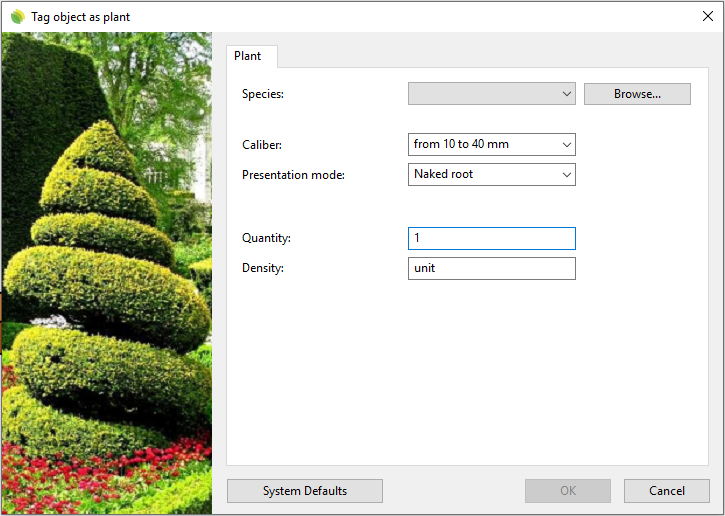 Tag object as plant
Plant
Species:
Browse...
Caliber:
from 10 to 40 mm
Presentation mode:
Naked root
Quantity:
1
Density:
unit
System Defaults
OK
Cancel